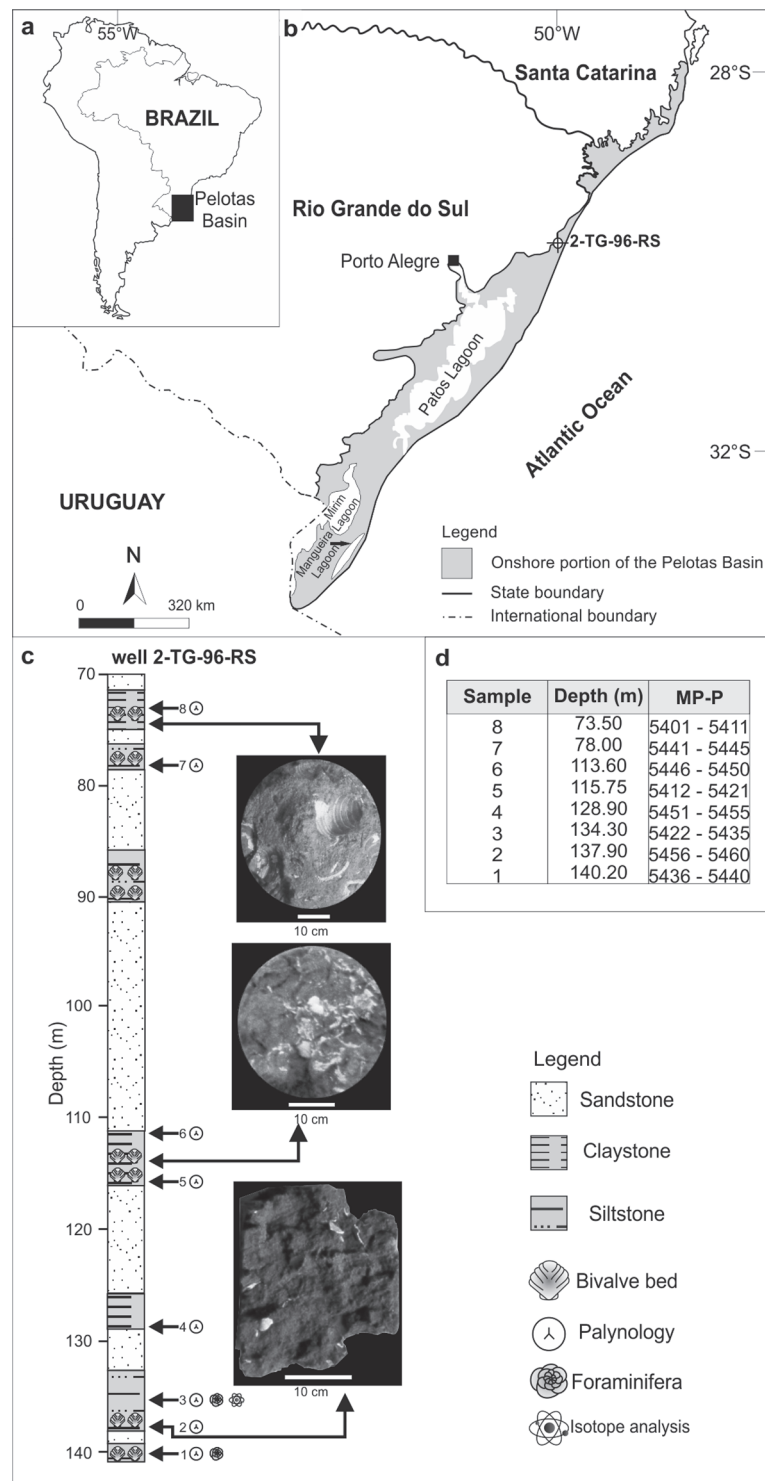 a
55°W
BRAZIL
Pelotas
Basin
b
50°W
28°S
Santa Catarina
Rio Grande do Sul
2-TG-96-RS
Porto Alegre
Patos Lagoon
Atlantic Ocean
32°S
URUGUAY
Mirim
Lagoon
Mangueira
Lagoon
N
0 320 km
Legend
Onshore portion of the Pelotas Basin
State boundary
International boundary
c
well 2-TG-96-RS
Depth (m)
70
80
90
100
110
120
130
140
8
7
6
5
4
3
2
1
10 cm
10 cm
10 cm
d
Sample Depth (m) MP-P
8 73.50 5401 - 5411
7 78.00 5441 - 5445
6 113.60 5446 - 5450
5 115.75 5412 - 5421
4 128.90 5451 - 5455
3 134.30 5422 - 5435
2 137.90 5456 - 5460
1 140.20 5436 - 5440
Legend
Sandstone
Claystone
Siltstone
Bivalve bed
Palynology
Foraminifera
Isotope analysis